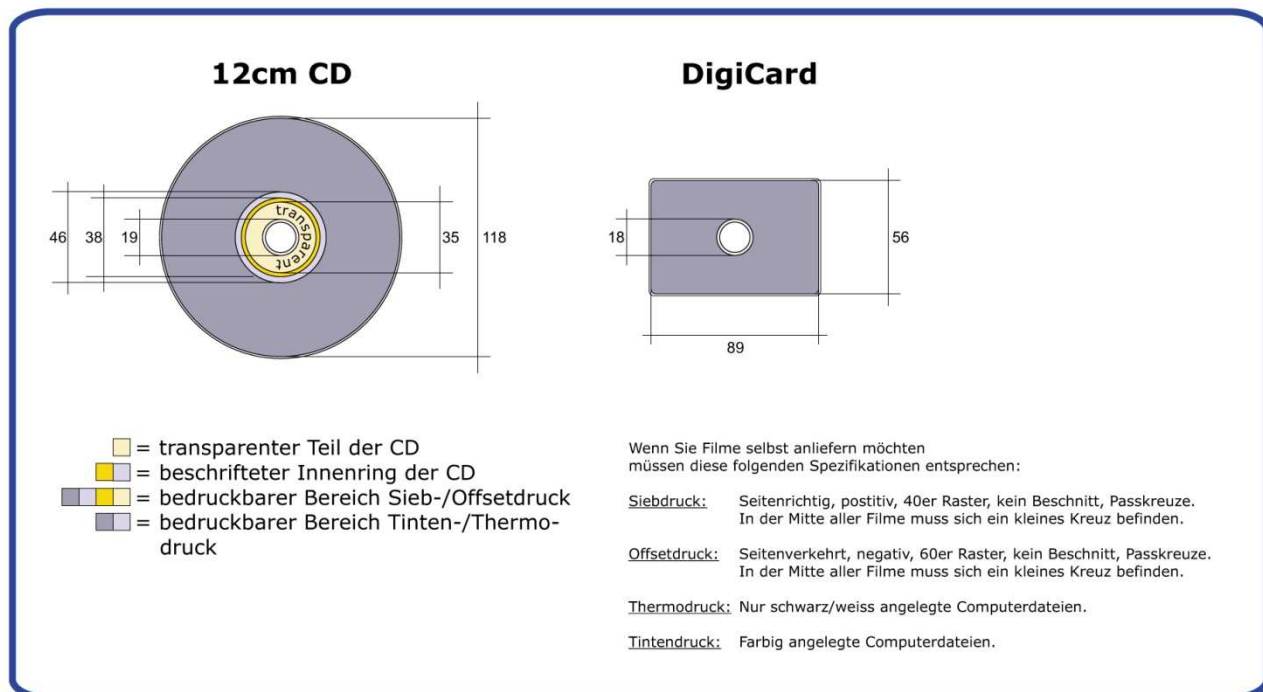 12cm CD
DigiCard
transparent
46
38
19
35
118
18
56
89
= transparenter Teil der CD
= beschrifteter Innenring der CD
= bedruckbarer Bereich Sieb-/Offsetdruck
= bedruckbarer Bereich Tinten-/Thermo-
druck
Wenn Sie Filme selbst anliefern möchten
müssen diese folgenden Spezifikationen entsprechen:
Siebdruck: Seitenrichtig, postitiv, 40er Raster, kein Beschnitt, Passkreuze.
In der Mitte aller Filme muss sich ein kleines Kreuz befinden.
Offsetdruck: Seitenverkehrt, negativ, 60er Raster, kein Beschnitt, Passkreuze.
In der Mitte aller Filme muss sich ein kleines Kreuz befinden.
Thermodruck: Nur schwarz/weiss angelegte Computerdateien.
Tintendruck: Farbig angelegte Computerdateien.